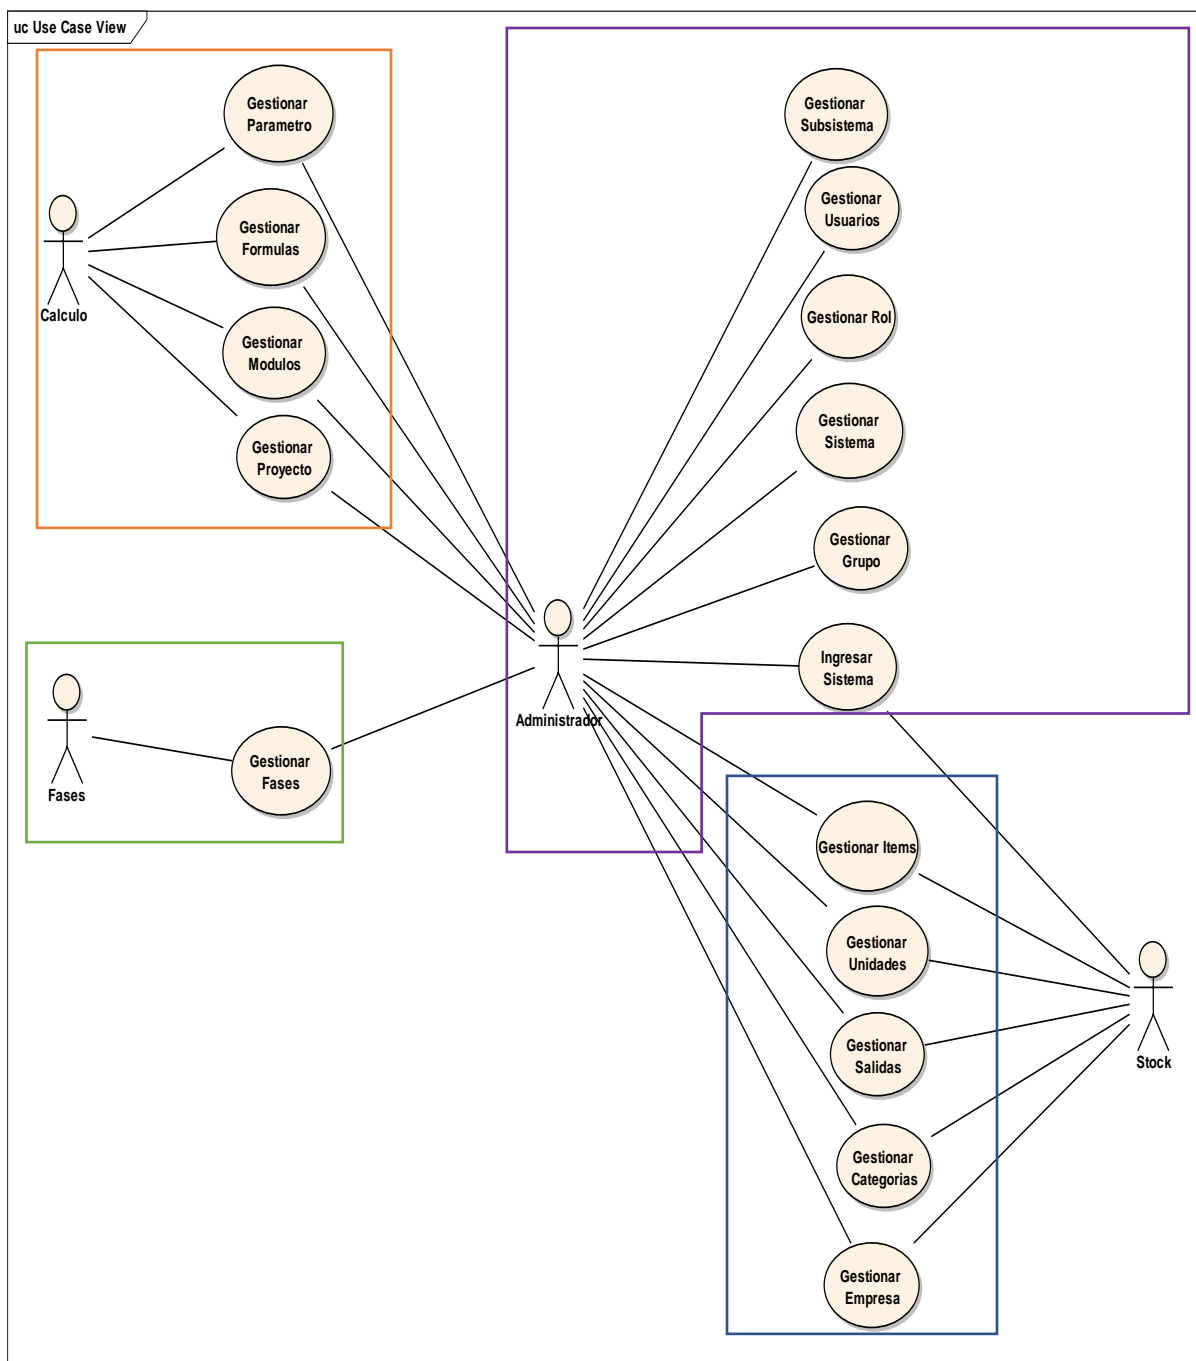 uc Use Case View
Gestionar
Parametro
Gestionar
Formulas
Calculo
Gestionar
Modulos
Gestionar
Proyecto
Gestionar
Subsistema
Gestionar
Usuarios
Gestionar Rol
Gestionar
Sistema
Gestionar
Grupo
Ingresar
Sistema
Administrador
Gestionar
Fases
Fases
Gestionar Items
Gestionar
Unidades
Gestionar
Salidas
Stock
Gestionar
Categorias
Gestionar
Empresa